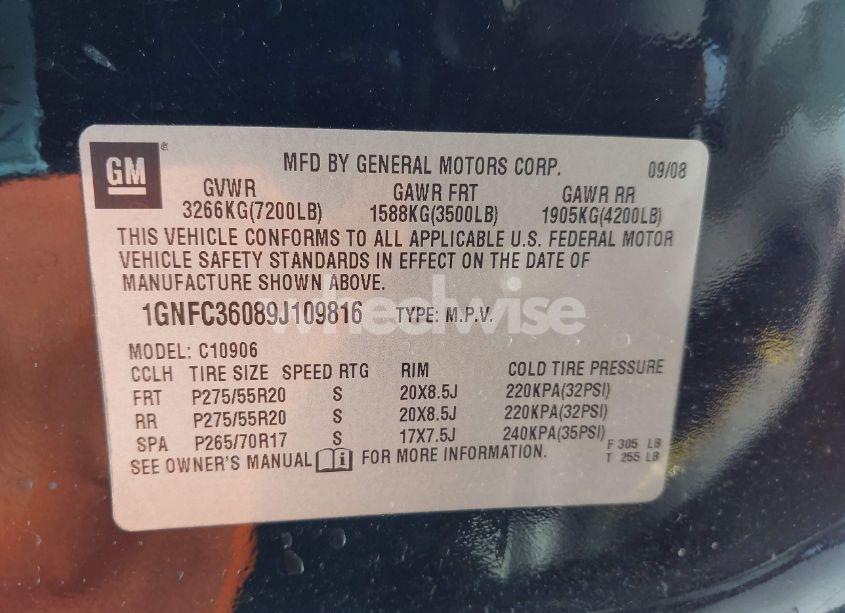 GM ®
MFD BY GENERAL MOTORS CORP. 09/08
GVWR GAWR FRT GAWR RR
3266KG(7200LB) 1588KG(3500LB) 1905KG(4200LB)
THIS VEHICLE CONFORMS TO ALL APPLICABLE U.S. FEDERAL MOTOR
VEHICLE SAFETY STANDARDS IN EFFECT ON THE DATE OF
MANUFACTURE SHOWN ABOVE.
wheelwise
1GNFC36089J109816 TYPE: M.P.V.
MODEL: C10906
CCLH TIRE SIZE SPEED RTG RIM COLD TIRE PRESSURE
FRT P275/55R20 S 20X8.5J 220KPA(32PSI)
RR P275/55R20 S 20X8.5J 220KPA(32PSI)
SPA P265/70R17 S 17X7.5J 240KPA(35PSI)
F 305 LB
T 255 LB
SEE OWNER'S MANUAL i FOR MORE INFORMATION.